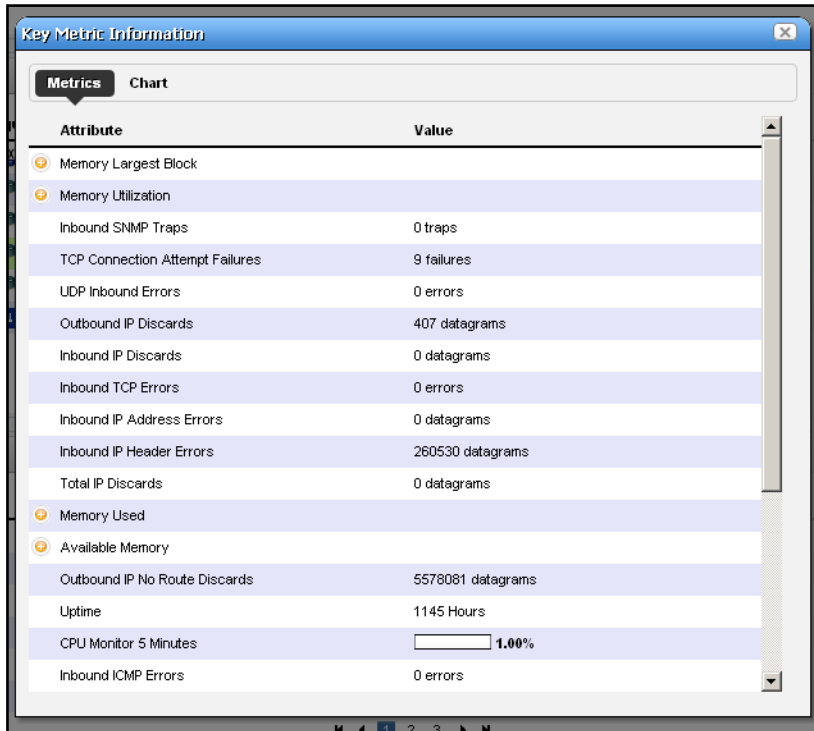 Key Metric Information
Metrics Chart
Attribute Value
Memory Largest Block
Memory Utilization
Inbound SNMP Traps 0 traps
TCP Connection Attempt Failures 9 failures
UDP Inbound Errors 0 errors
Outbound IP Discards 407 datagrams
Inbound IP Discards 0 datagrams
Inbound TCP Errors 0 errors
Inbound IP Address Errors 0 datagrams
Inbound IP Header Errors 260530 datagrams
Total IP Discards 0 datagrams
Memory Used
Available Memory
Outbound IP No Route Discards 5578081 datagrams
Uptime 1145 Hours
CPU Monitor 5 Minutes 1.00%
Inbound ICMP Errors 0 errors
1 2 3